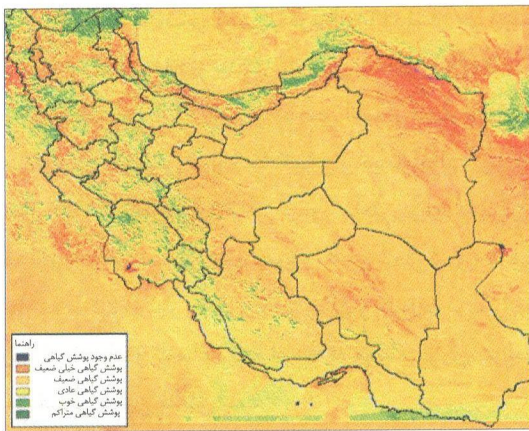 راهنما
عدم وجود پوشش گیاهی
پوشش گیاهی خیلی ضعیف
پوشش گیاهی ضعیف
پوشش گیاهی عادی
پوشش گیاهی خوب
پوشش گیاهی متراکم